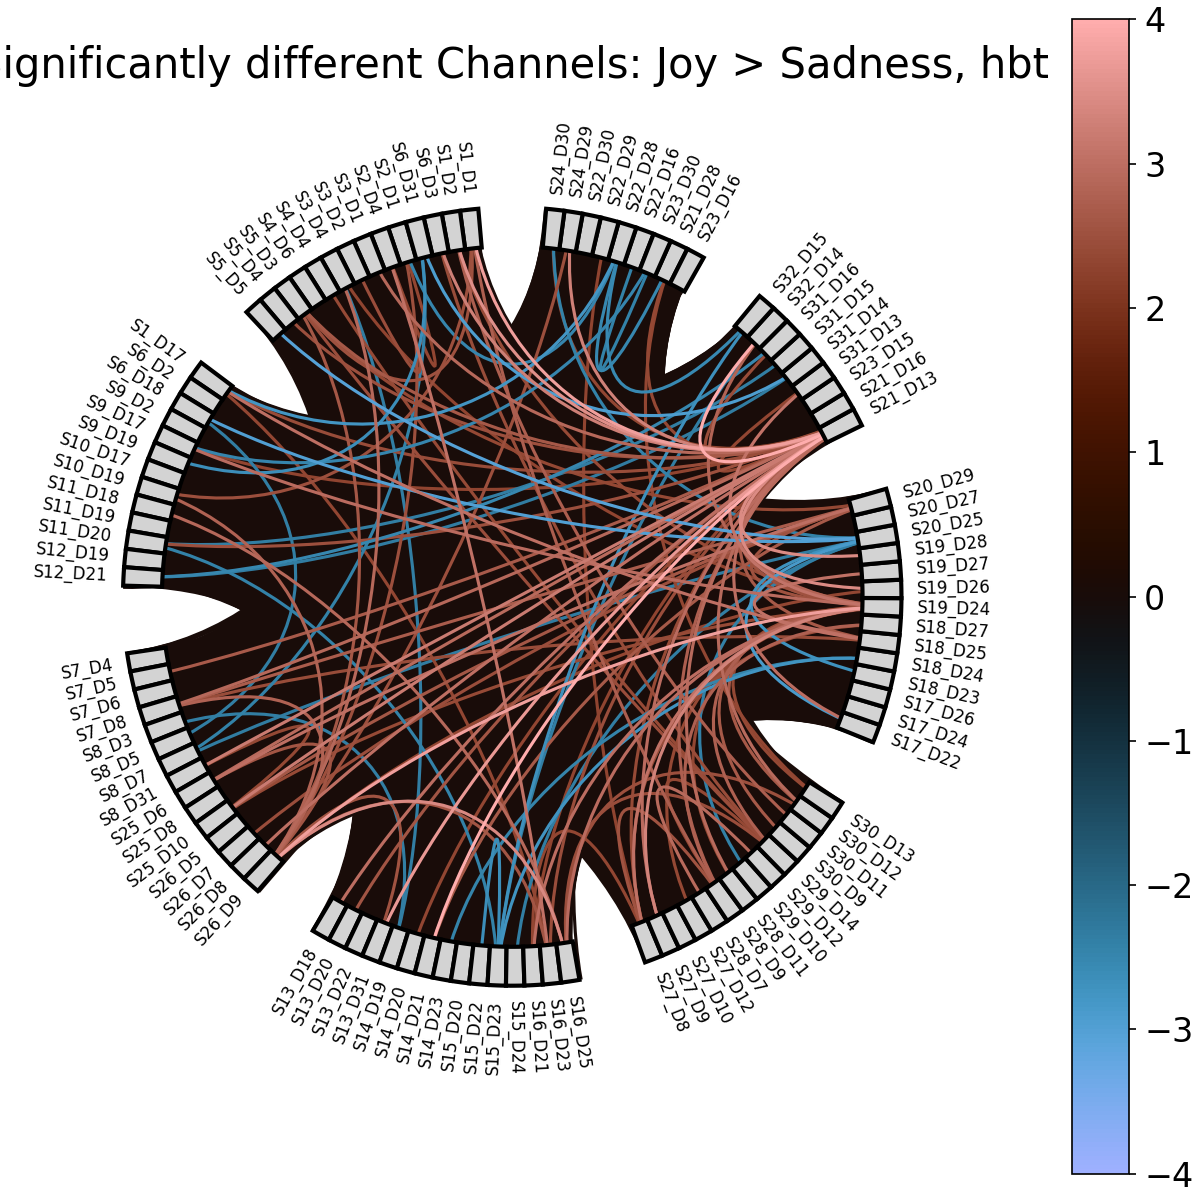 ignificantly different Channels: Joy > Sadness, hbt
S1_D1
S1_D2
S6_D3
S6_D31
S2_D1
S2_D4
S3_D1
S3_D2
S3_D4
S4_D4
S4_D6
S5_D3
S5_D4
S5_D5
S1_D17
S6_D2
S6_D18
S9_D2
S9_D17
S9_D19
S10_D17
S10_D19
S11_D18
S11_D19
S11_D20
S12_D19
S12_D21
S7_D4
S7_D5
S7_D6
S7_D8
S8_D3
S8_D5
S8_D7
S8_D31
S25_D6
S25_D8
S25_D10
S26_D5
S26_D7
S26_D8
S26_D9
S13_D18
S13_D20
S13_D22
S13_D31
S14_D19
S14_D20
S14_D21
S14_D23
S15_D20
S15_D22
S15_D23
S15_D24
S16_D21
S16_D23
S16_D25
S27_D8
S27_D9
S27_D10
S27_D12
S28_D7
S28_D9
S28_D11
S29_D10
S29_D12
S29_D14
S30_D9
S30_D11
S30_D12
S30_D13
S17_D22
S17_D24
S17_D26
S18_D23
S18_D24
S18_D25
S18_D27
S19_D24
S19_D26
S19_D27
S19_D28
S20_D25
S20_D27
S20_D29
S21_D13
S21_D16
S23_D15
S31_D13
S31_D14
S31_D15
S31_D16
S32_D14
S32_D15
S23_D16
S21_D28
S23_D30
S22_D16
S22_D28
S22_D29
S22_D30
S24_D29
S24_D30
4
3
2
1
0
−1
−2
−3
−4